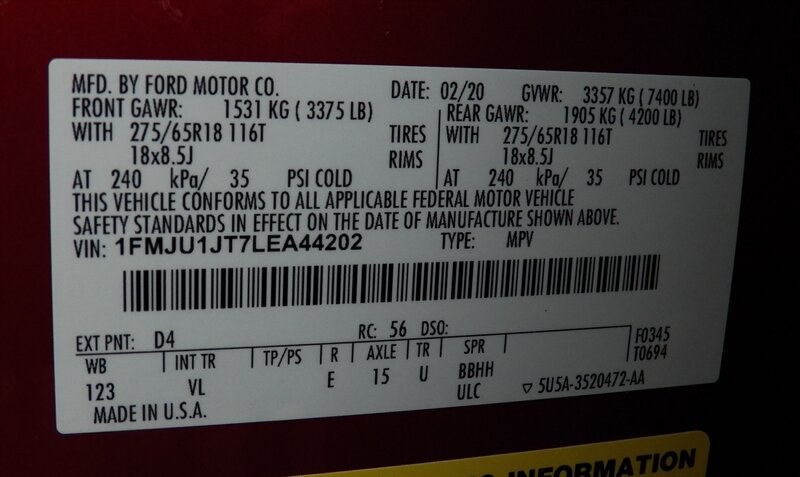 MFD. BY FORD MOTOR CO. DATE: 02/20 GVWR: 3357 KG ( 7400 LB)
FRONT GAWR: 1531 KG ( 3375 LB) REAR GAWR: 1905 KG ( 4200 LB)
WITH 275/65R18 116T TIRES WITH 275/65R18 116T TIRES
18x8.5J RIMS 18x8.5J RIMS
AT 240 kPa/ 35 PSI COLD AT 240 kPa/ 35 PSI COLD
THIS VEHICLE CONFORMS TO ALL APPLICABLE FEDERAL MOTOR VEHICLE
SAFETY STANDARDS IN EFFECT ON THE DATE OF MANUFACTURE SHOWN ABOVE.
VIN: 1FMJU1JT7LEA44202 TYPE: MPV
EXT PNT: D4 RC: 56 DSO: F0345
WB INT TR TP/PS R AXLE TR SPR T0694
123 VL E 15 U BBHH
ULC ▽ 5U5A-3520472-AA
MADE IN U.S.A.
INFORMATION